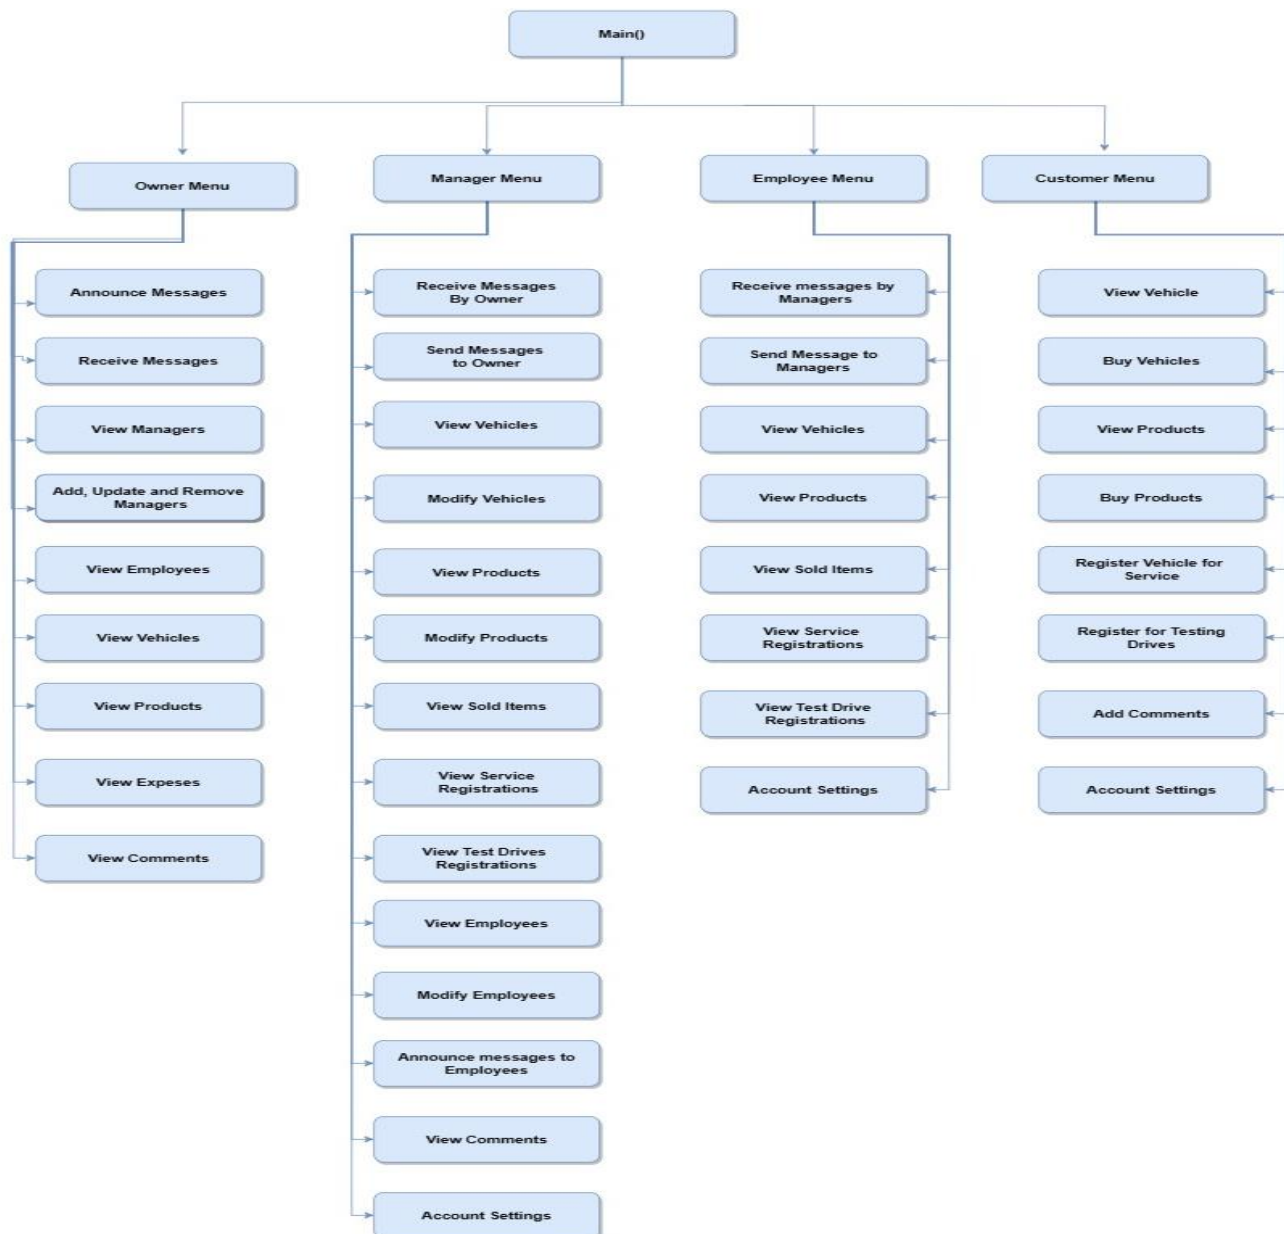 Main()
Owner Menu
Announce Messages
Receive Messages
View Managers
Add, Update and Remove
Managers
View Employees
View Vehicles
View Products
View Expeses
View Comments
Manager Menu
Receive Messages
By Owner
Send Messages
to Owner
View Vehicles
Modify Vehicles
View Products
Modify Products
View Sold Items
View Service
Registrations
View Test Drives
Registrations
View Employees
Modify Employees
Announce messages to
Employees
View Comments
Account Settings
Employee Menu
Receive messages by
Managers
Send Message to
Managers
View Vehicles
View Products
View Sold Items
View Service
Registrations
View Test Drive
Registrations
Account Settings
Customer Menu
View Vehicle
Buy Vehicles
View Products
Buy Products
Register Vehicle for
Service
Register for Testing
Drives
Add Comments
Account Settings